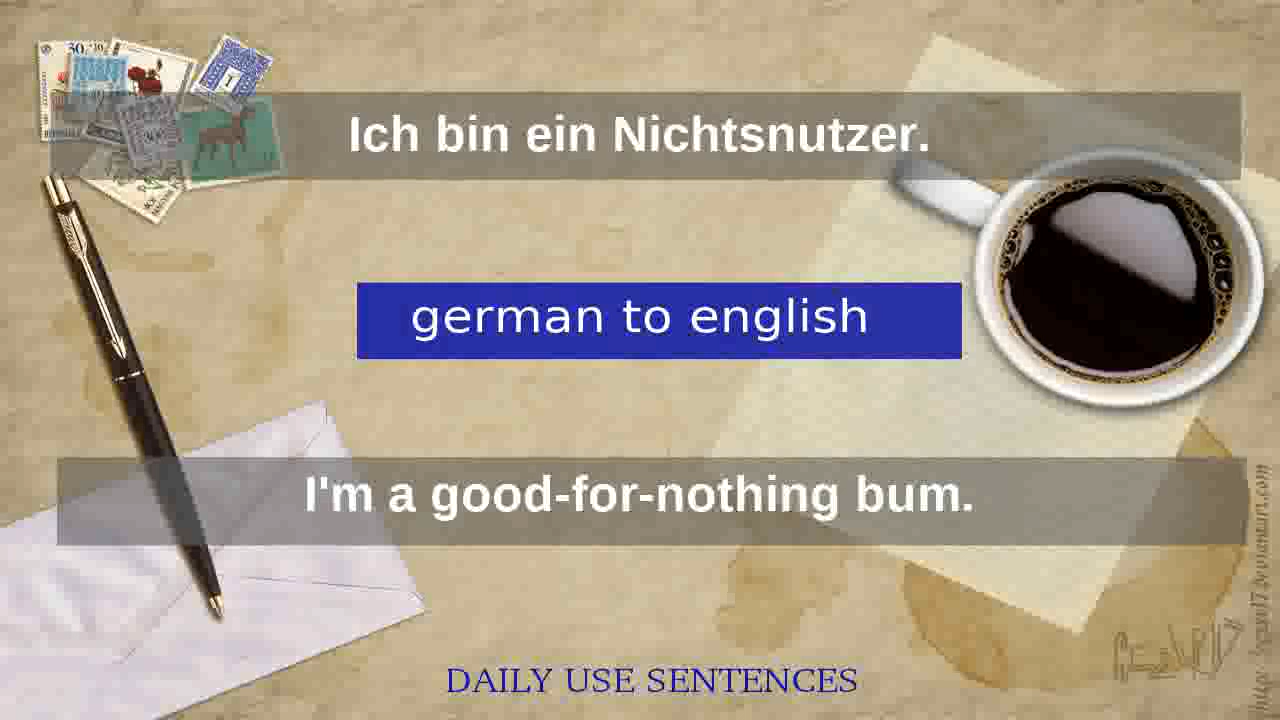 Ich bin ein Nichtsnutzer.
german to english
I'm a good-for-nothing bum.
DAILY USE SENTENCES